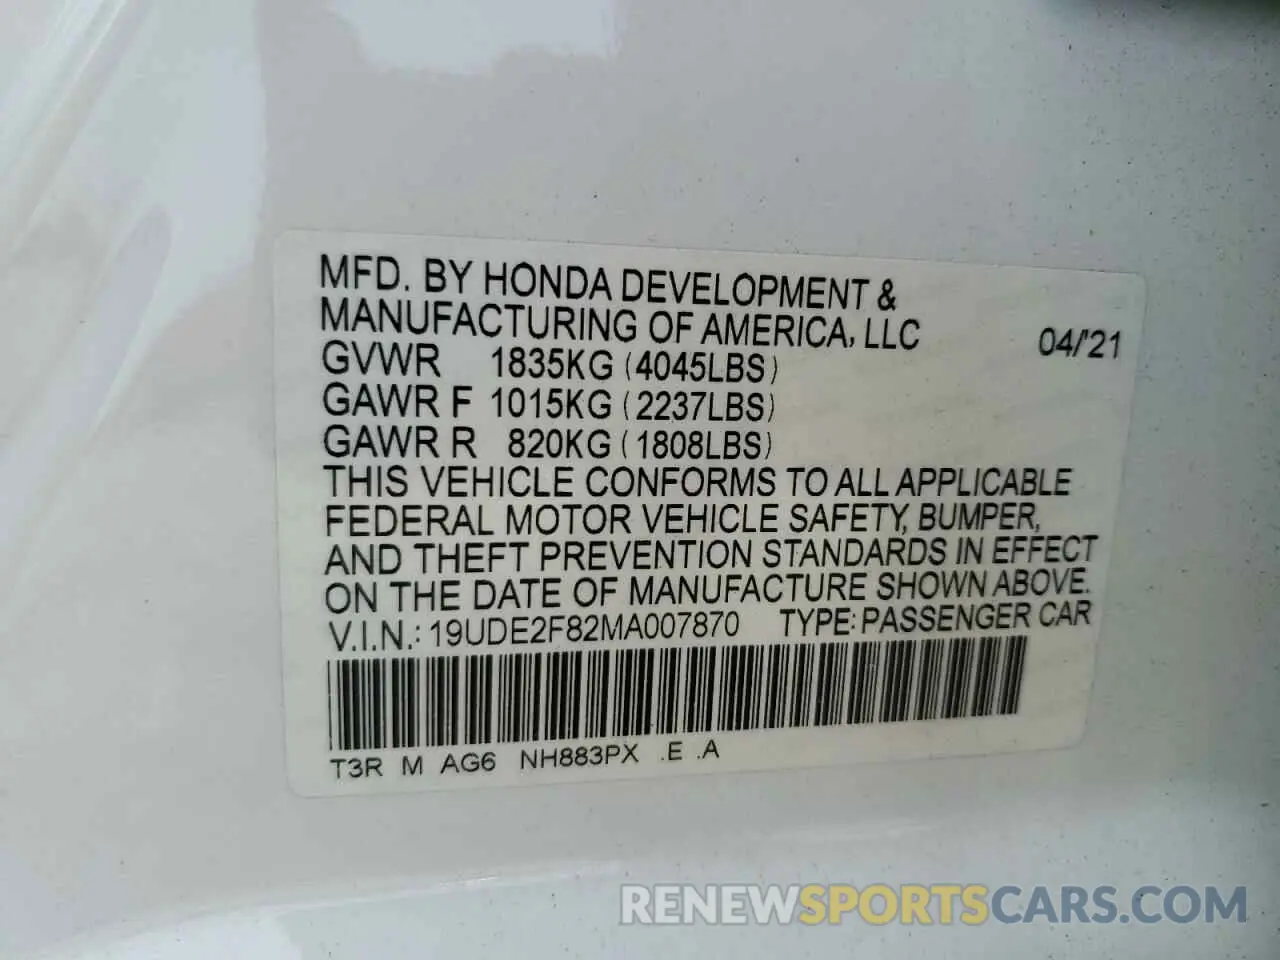 MFD. BY HONDA DEVELOPMENT &
MANUFACTURING OF AMERICA, LLC 04/'21
GVWR 1835KG (4045LBS)
GAWR F 1015KG (2237LBS)
GAWR R 820KG (1808LBS)
THIS VEHICLE CONFORMS TO ALL APPLICABLE
FEDERAL MOTOR VEHICLE SAFETY, BUMPER,
AND THEFT PREVENTION STANDARDS IN EFFECT
ON THE DATE OF MANUFACTURE SHOWN ABOVE.
V.I.N.: 19UDE2F82MA007870 TYPE: PASSENGER CAR
T3R M AG6 NH883PX .E .A
RENEWSPORTSCARS.COM